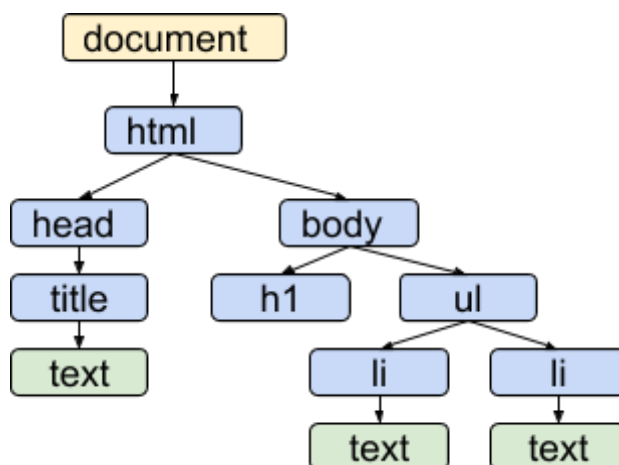 document
html
head body
title h1 ul
text li li
text text